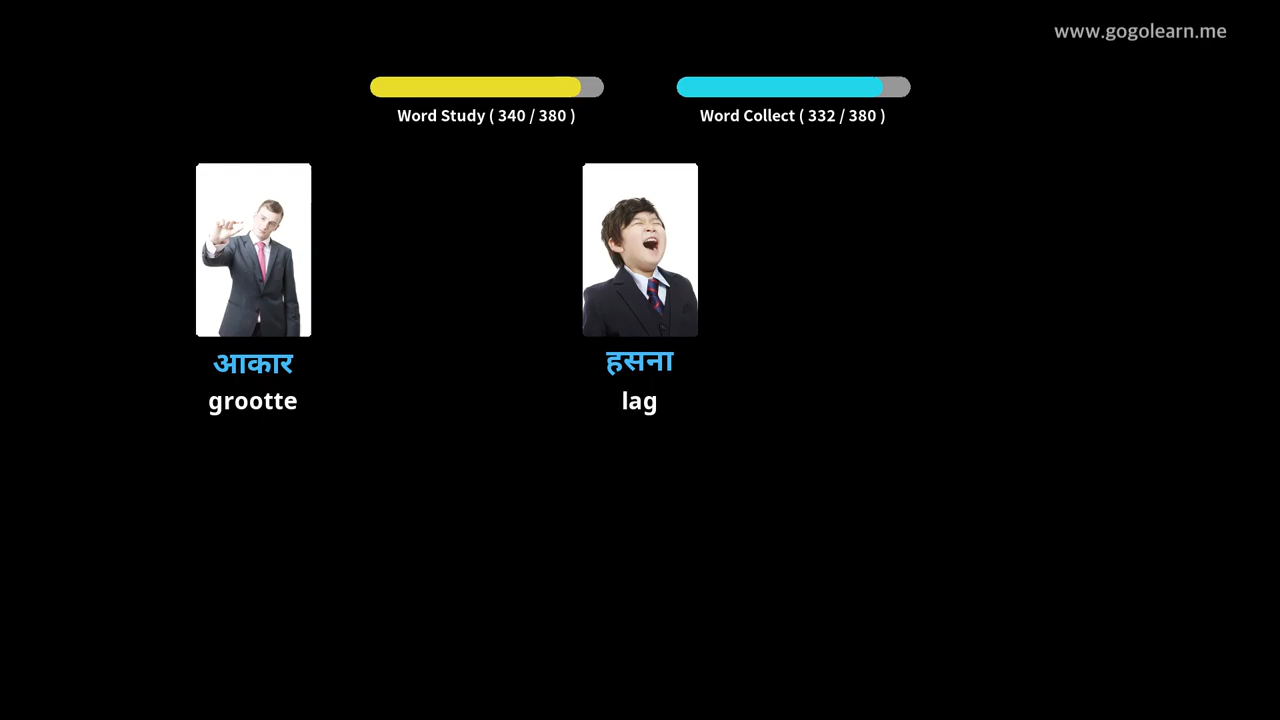 www.gogolearn.me
Word Study ( 340 / 380 )
Word Collect ( 332 / 380 )
आकार
हसना
grootte
lag